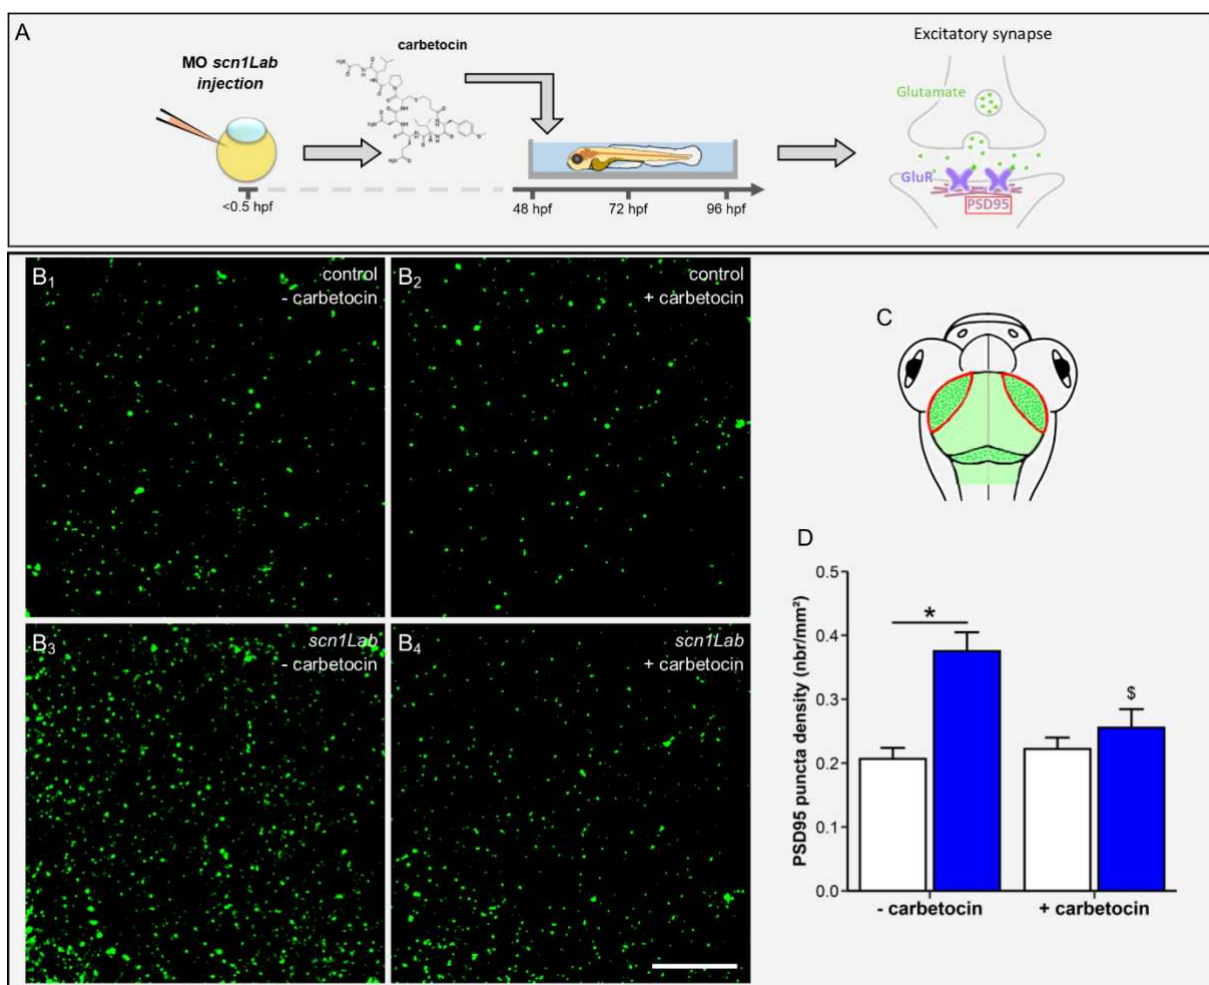 A
MO scn1Lab
injection
carbetocin
<0.5 hpf
48 hpf
72 hpf
96 hpf
Excitatory synapse
Glutamate
GluR
PSD95
B1
control
- carbetocin
B2
control
+ carbetocin
B3
scn1Lab
- carbetocin
B4
scn1Lab
+ carbetocin
C
D
PSD95 puncta density (nbr/mm²)
0.5
0.4
0.3
0.2
0.1
0.0
*
$
- carbetocin
+ carbetocin